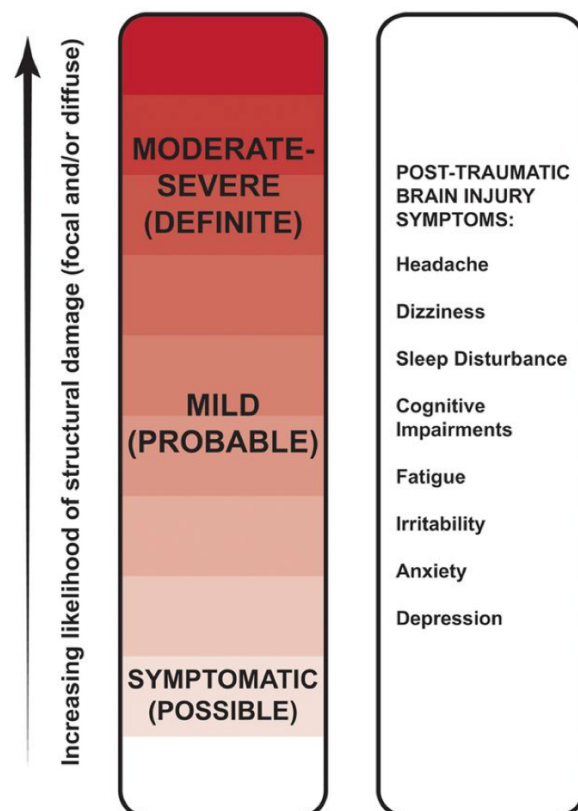 Increasing likelihood of structural damage (focal and/or diffuse)
MODERATE-
SEVERE
(DEFINITE)
MILD
(PROBABLE)
SYMPTOMATIC
(POSSIBLE)
POST-TRAUMATIC
BRAIN INJURY
SYMPTOMS:
Headache
Dizziness
Sleep Disturbance
Cognitive
Impairments
Fatigue
Irritability
Anxiety
Depression